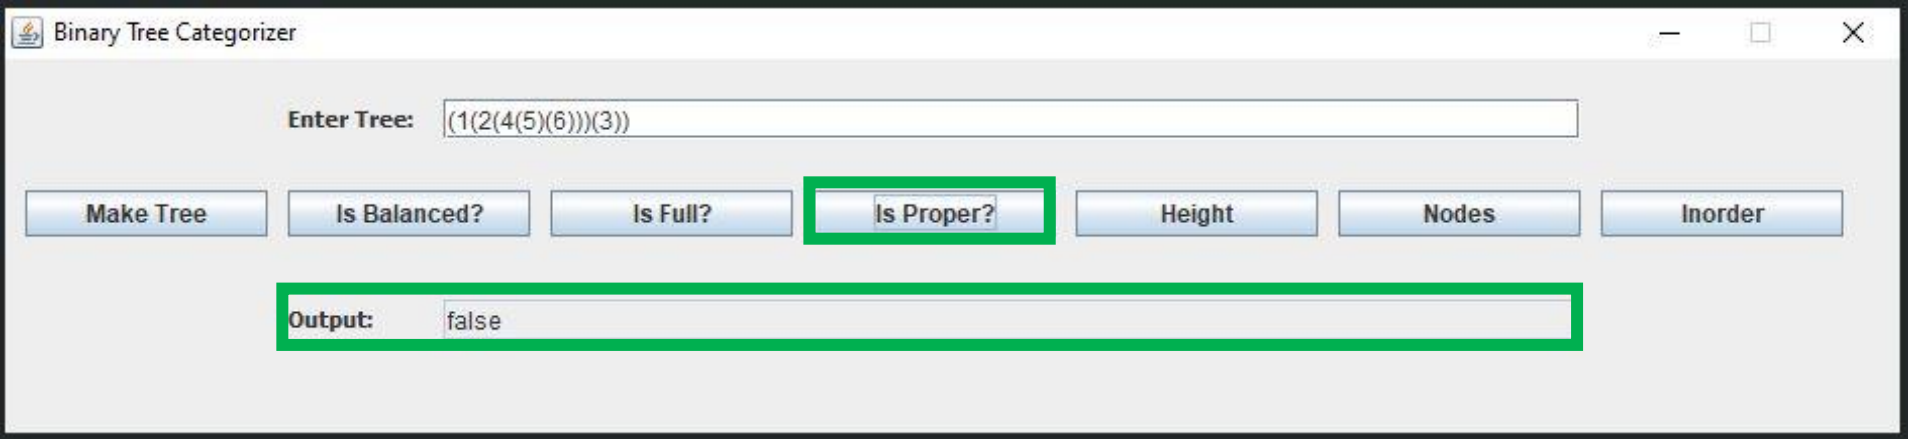 Binary Tree Categorizer
Enter Tree: (1(2(4(5)(6)))(3))
Make Tree Is Balanced? Is Full? Is Proper? Height Nodes Inorder
Output: false